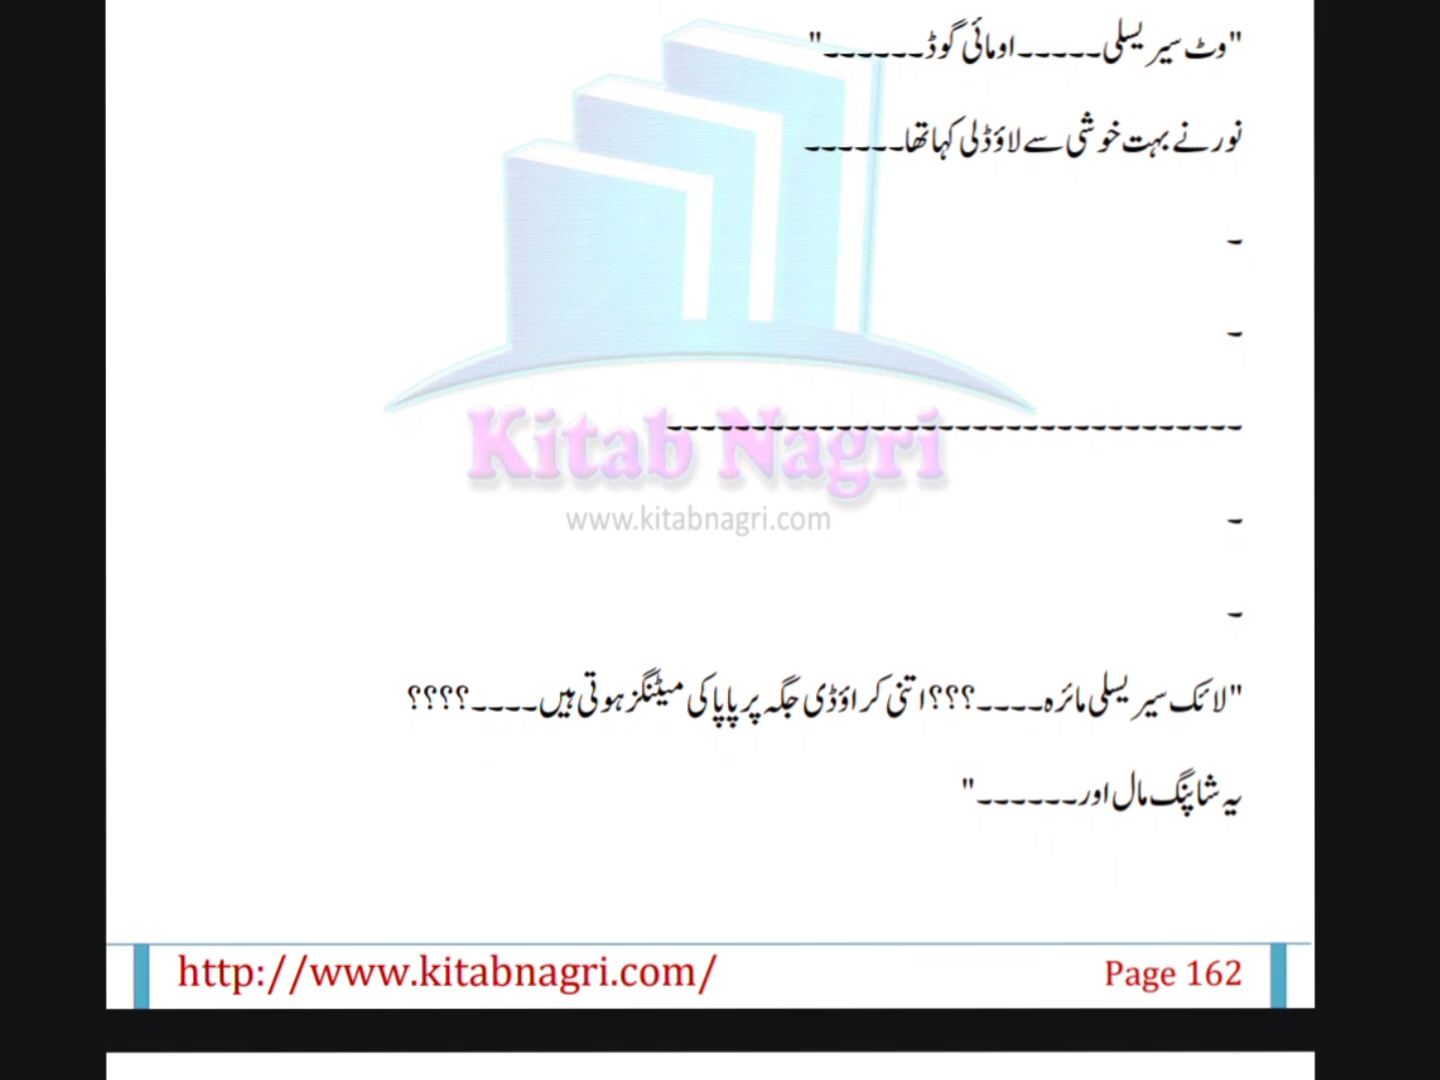 "وٹ سیریسلی۔۔۔۔۔اومائی گوڈ۔۔۔۔۔۔"
نور نے بہت خوشی سے لاؤڈلی کہا تھا۔۔۔۔۔۔
۔
۔
۔۔۔۔۔۔۔۔۔۔۔۔۔۔۔۔۔۔۔۔۔۔۔۔۔۔۔۔۔۔۔۔۔
Kitab Nagri
www.kitabnagri.com
۔
۔
"لائک سیریسلی مائرہ۔۔۔۔؟؟؟اتنی کراؤڈی جگہ پر پاپا کی میٹنگز ہوتی ہیں۔۔۔۔؟؟؟؟
یہ شاپنگ مال اور۔۔۔۔۔۔"
http://www.kitabnagri.com/ Page 162